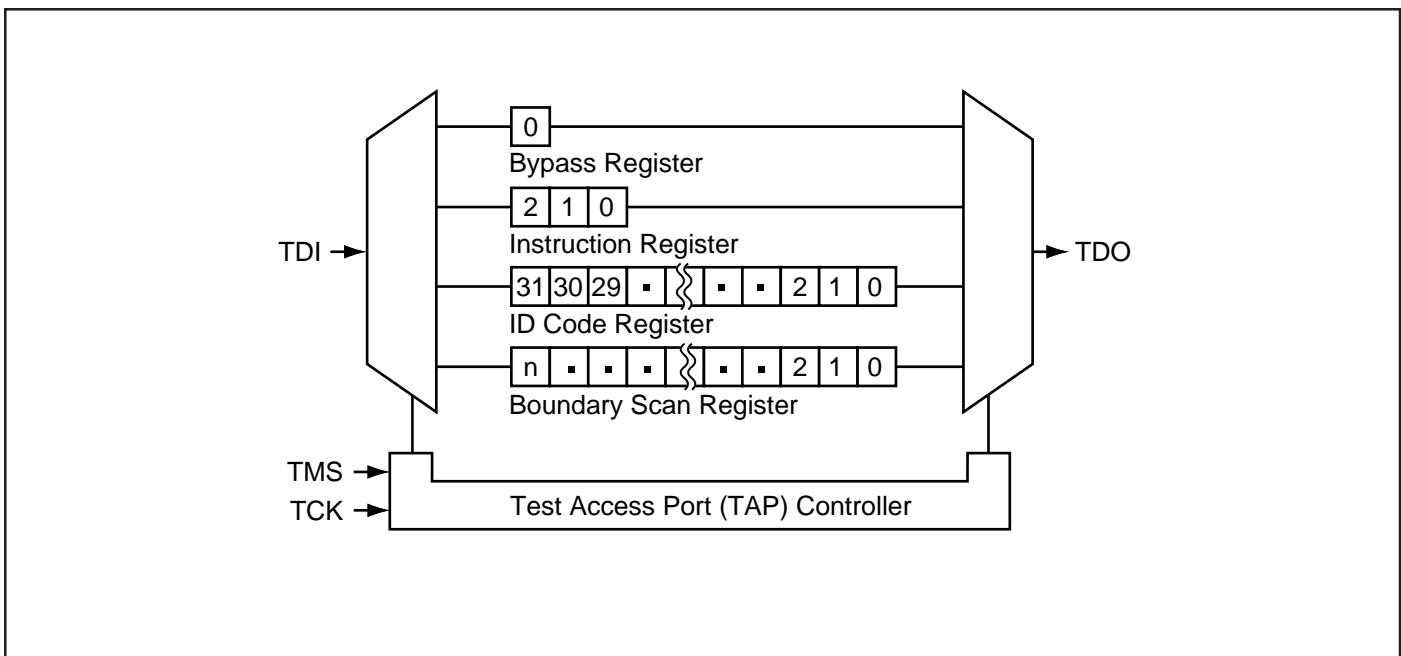 0
Bypass Register
2 1 0
Instruction Register
TDI
TDO
31 30 29 . . . 2 1 0
ID Code Register
n . . . . . 2 1 0
Boundary Scan Register
TMS
TCK
Test Access Port (TAP) Controller